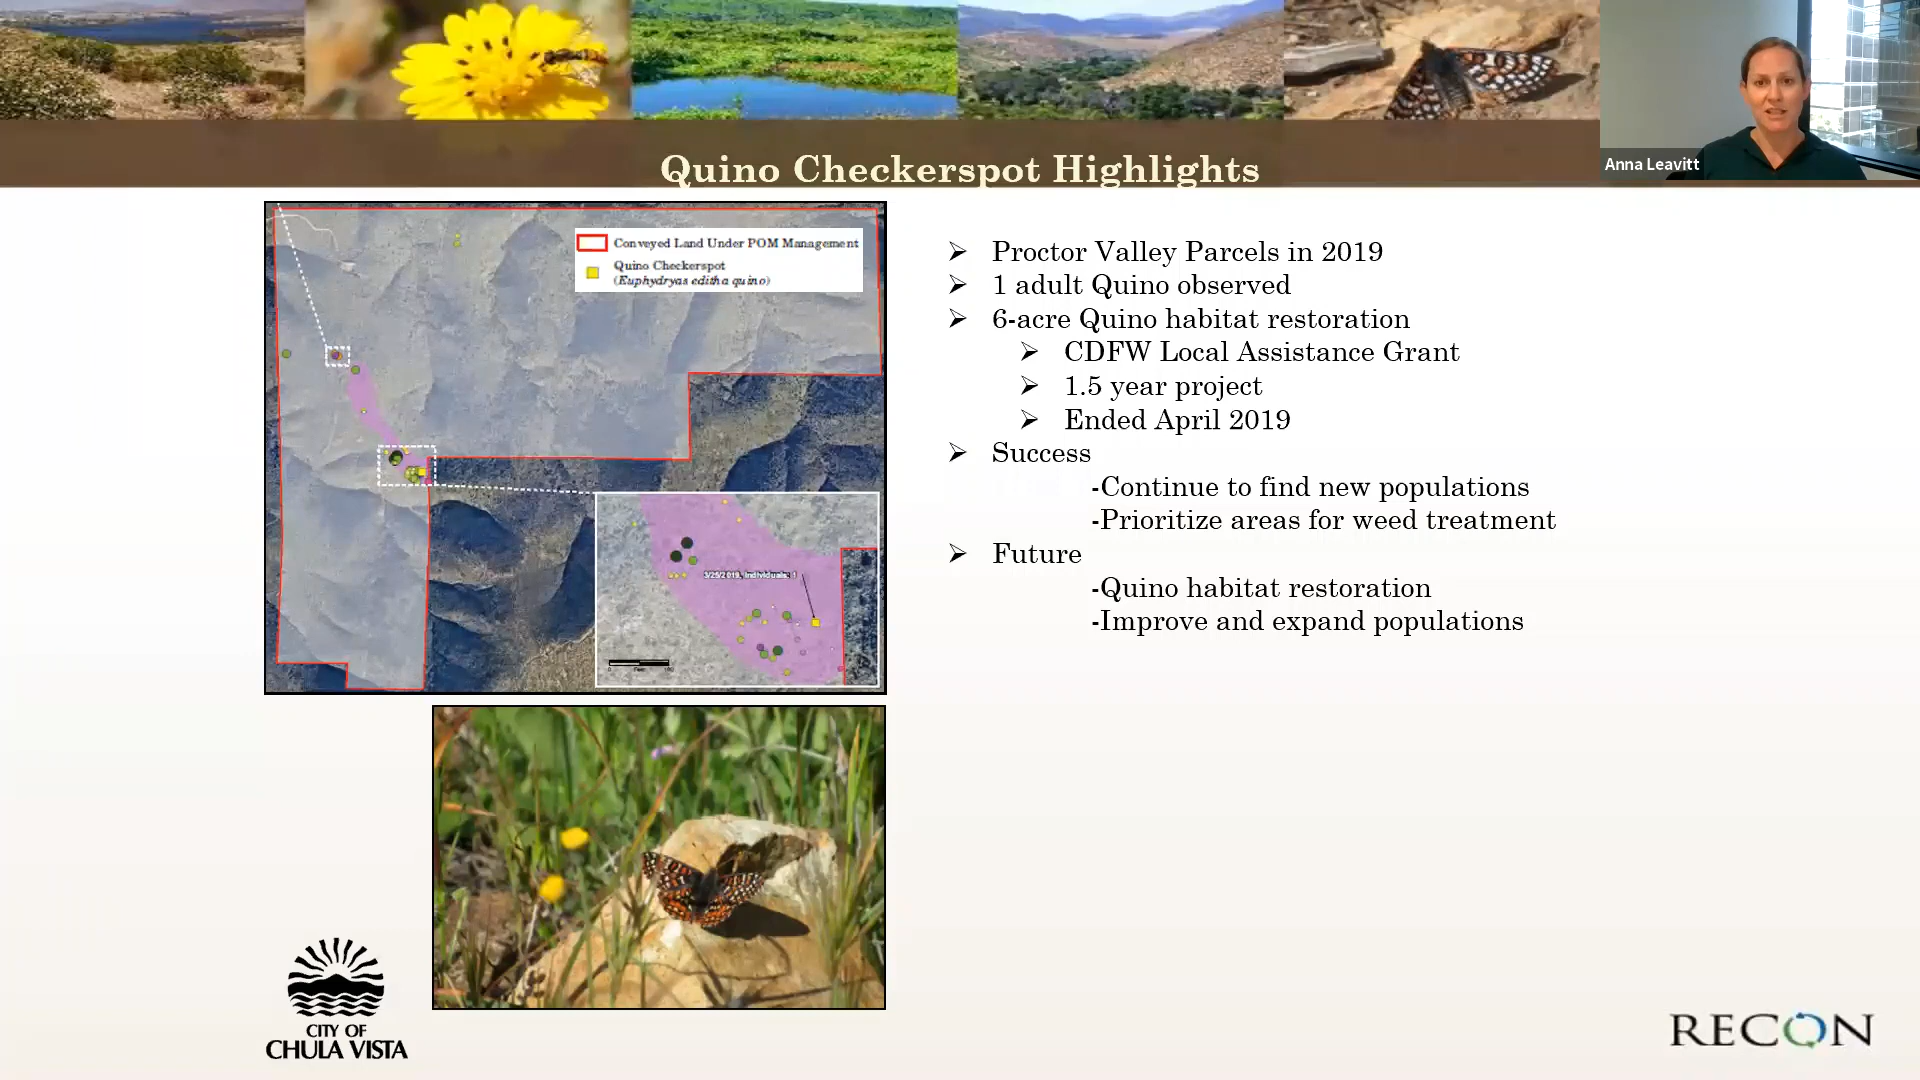 Anna Leavitt
Quino Checkerspot Highlights
Conveyed Land Under POM Management
Quino Checkerspot
(Euphydryas editha quino)
3/25/2019, Individuals: 1
➢ Proctor Valley Parcels in 2019
➢ 1 adult Quino observed
➢ 6-acre Quino habitat restoration
➢ CDFW Local Assistance Grant
➢ 1.5 year project
➢ Ended April 2019
➢ Success
-Continue to find new populations
-Prioritize areas for weed treatment
➢ Future
-Quino habitat restoration
-Improve and expand populations
CITY OF
CHULA VISTA
RECON